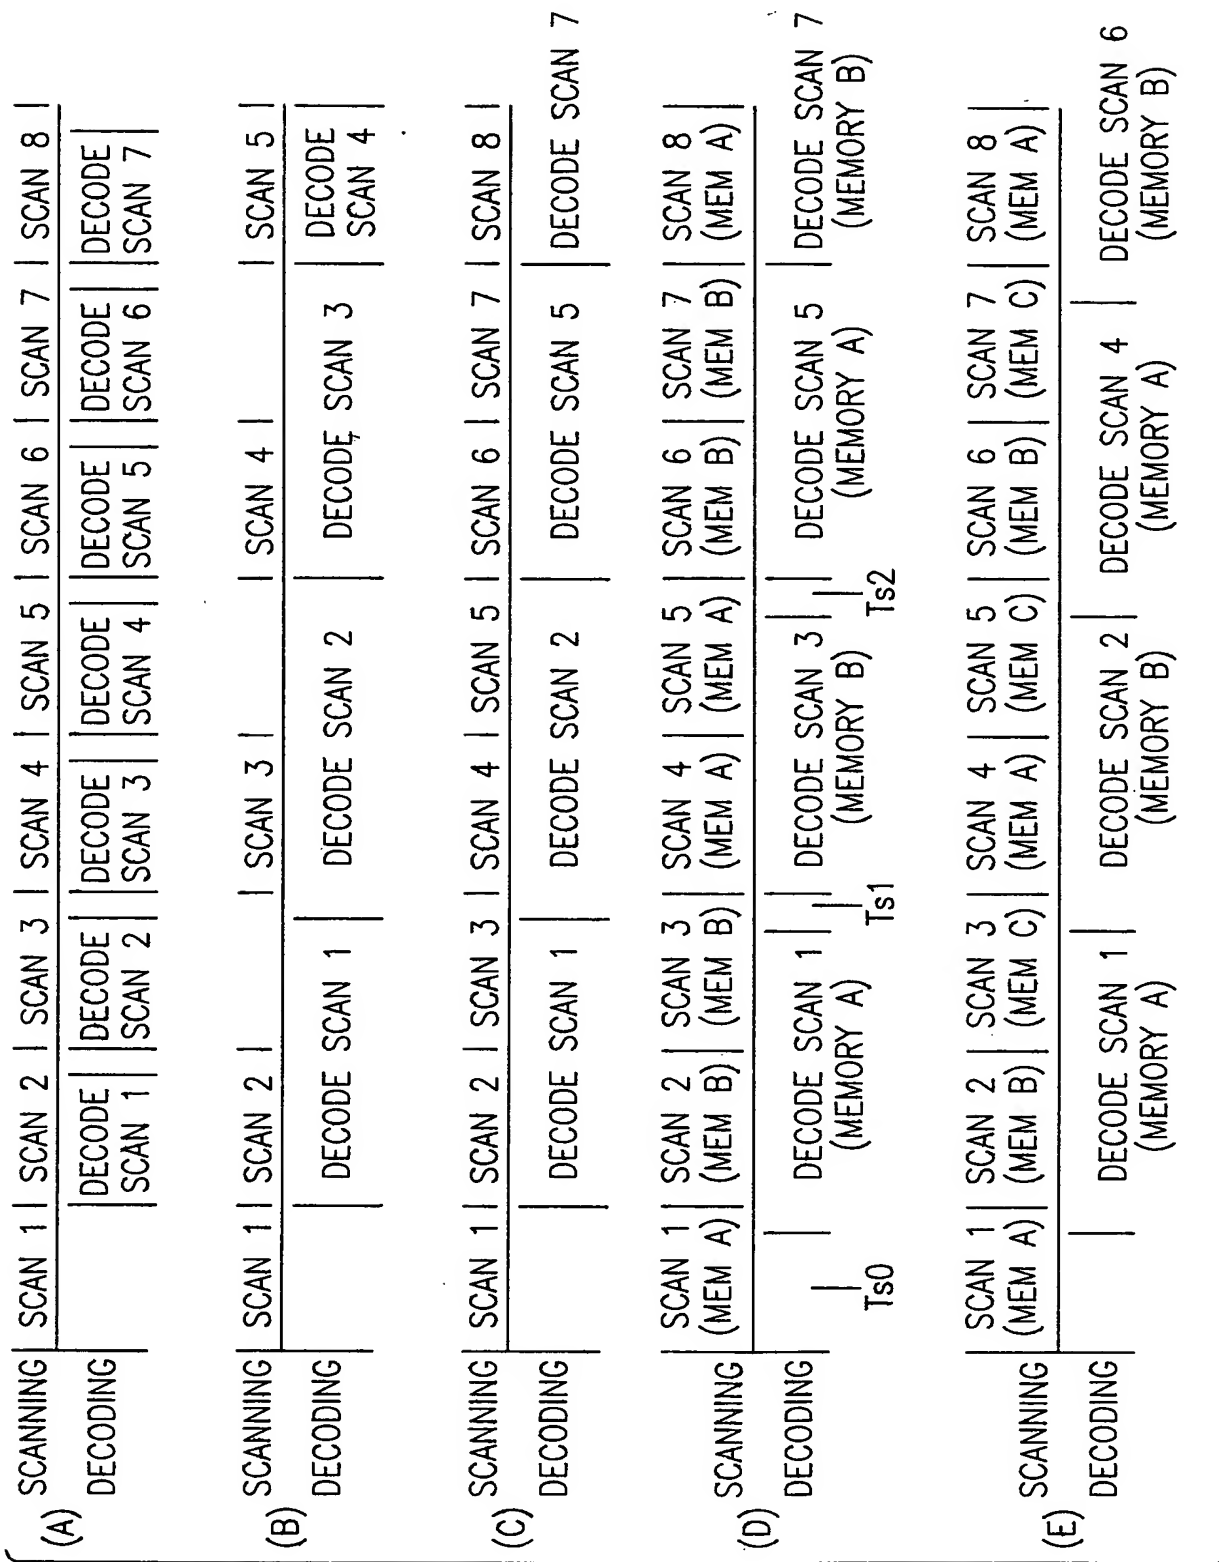 (A) SCANNING | SCAN 1 | SCAN 2 | SCAN 3 | SCAN 4 | SCAN 5 | SCAN 6 | SCAN 7 | SCAN 8 |
DECODING | DECODE | DECODE | DECODE | DECODE | DECODE | DECODE | DECODE |
SCAN 1 | SCAN 2 | SCAN 3 | SCAN 4 | SCAN 5 | SCAN 6 | SCAN 7 |
(B) SCANNING | SCAN 1 | SCAN 2 | | SCAN 3 | | SCAN 4 | | SCAN 5 |
DECODING | DECODE SCAN 1 | DECODE SCAN 2 | DECODE SCAN 3 | DECODE
SCAN 4
(C) SCANNING | SCAN 1 | SCAN 2 | SCAN 3 | SCAN 4 | SCAN 5 | SCAN 6 | SCAN 7 | SCAN 8 |
DECODING | DECODE SCAN 1 | DECODE SCAN 2 | DECODE SCAN 5 | DECODE SCAN 7
(D) SCANNING | SCAN 1 | SCAN 2 | SCAN 3 | SCAN 4 | SCAN 5 | SCAN 6 | SCAN 7 | SCAN 8 |
(MEM A) | (MEM B) | (MEM B) | (MEM A) | (MEM A) | (MEM B) | (MEM B) | (MEM A) |
DECODING | DECODE SCAN 1 | DECODE SCAN 3 | DECODE SCAN 5 | DECODE SCAN 7
(MEMORY A) (MEMORY B) (MEMORY A) (MEMORY B)
Ts0 Ts1 Ts2
(E) SCANNING | SCAN 1 | SCAN 2 | SCAN 3 | SCAN 4 | SCAN 5 | SCAN 6 | SCAN 7 | SCAN 8 |
(MEM A) | (MEM B) | (MEM C) | (MEM A) | (MEM C) | (MEM B) | (MEM C) | (MEM A) |
DECODING | DECODE SCAN 1 | DECODE SCAN 2 | DECODE SCAN 4 | DECODE SCAN 6
(MEMORY A) (MEMORY B) (MEMORY A) (MEMORY B)